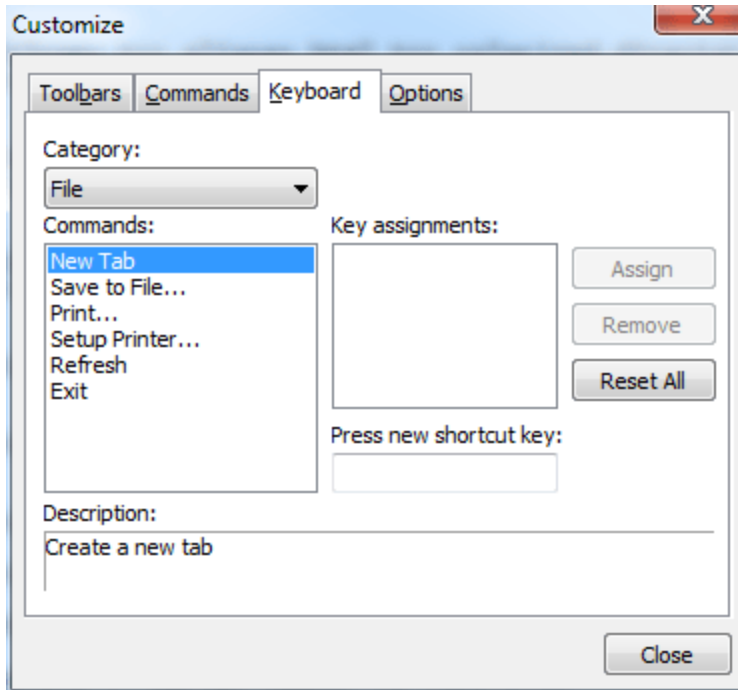 Customize
Toolbars Commands Keyboard Options
Category:
File
Commands:
Key assignments:
New Tab
Save to File...
Print...
Setup Printer...
Refresh
Exit
Assign
Remove
Reset All
Press new shortcut key:
Description:
Create a new tab
Close